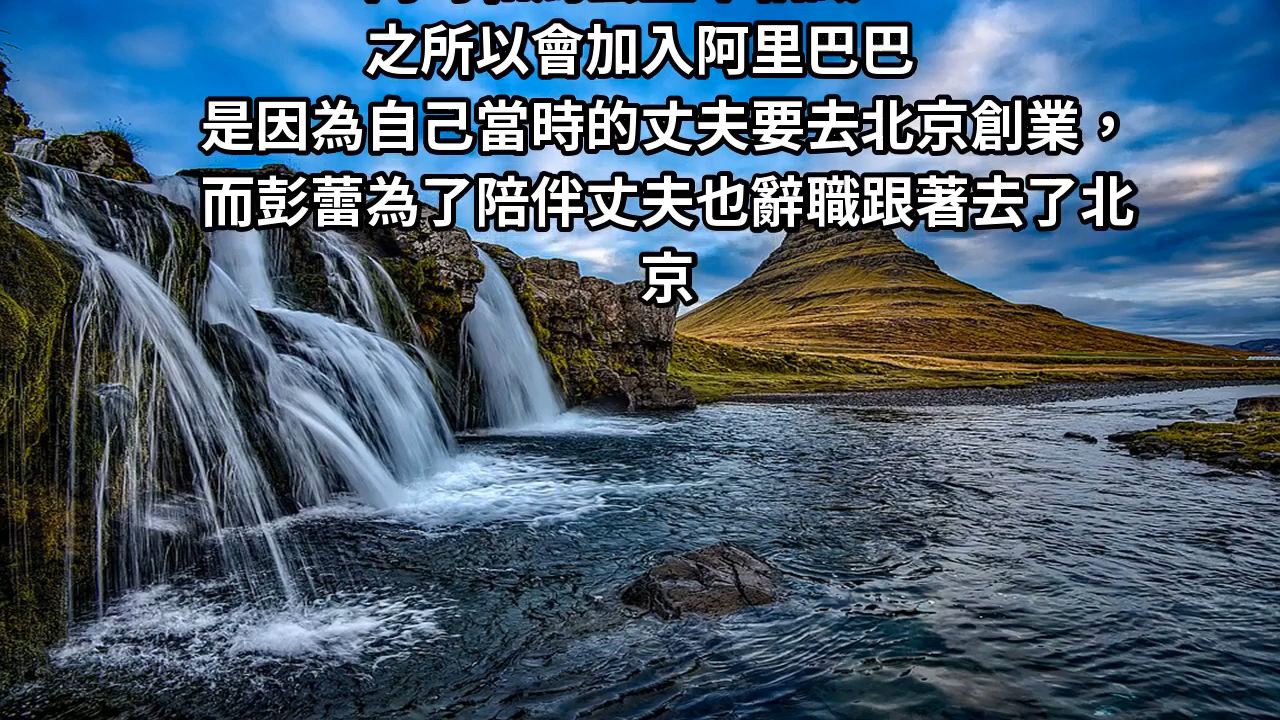 之所以會加入阿里巴巴
是因為自己當時的丈夫要去北京創業，
而彭蕾為了陪伴丈夫也辭職跟著去了北
京